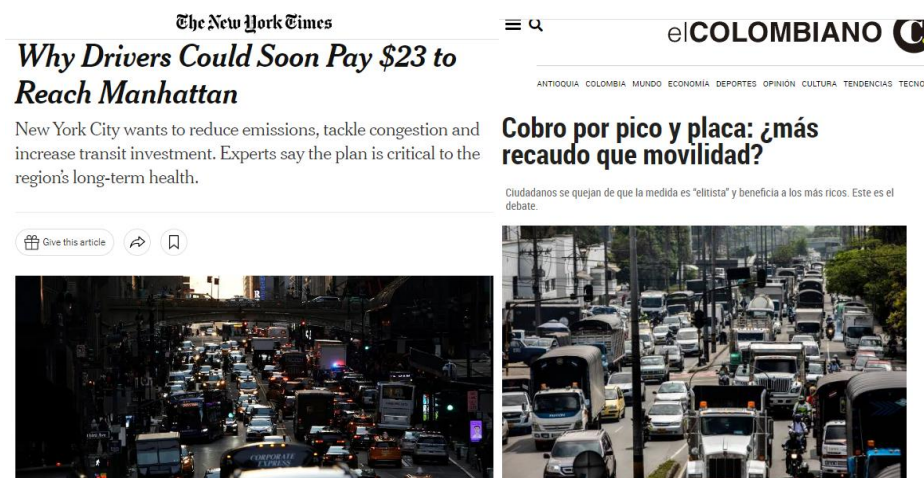 The New York Times
Why Drivers Could Soon Pay $23 to
Reach Manhattan
New York City wants to reduce emissions, tackle congestion and
increase transit investment. Experts say the plan is critical to the
region's long-term health.
Give this article
CORPORATE
EXPRESS
elCOLOMBIANO
ANTIOQUIA COLOMBIA MUNDO ECONOMÍA DEPORTES OPINIÓN CULTURA TENDENCIAS TECNO
Cobro por pico y placa: ¿más
recaudo que movilidad?
Ciudadanos se quejan de que la medida es "elitista" y beneficia a los más ricos. Este es el
debate.